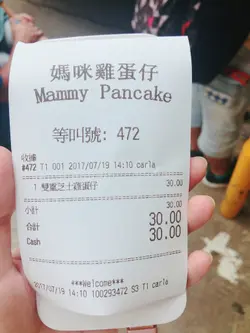 媽咪雞蛋仔
Mammy Pancake
等叫號: 472
收據
#472 T1 001 2017/07/19 14:10 carla
1 雙重芝士雞蛋仔 30.00
小計 30.00
合計 30.00
Cash 30.00
***Welcome***
2017/07/19 14:10 100293472 S3 T1 carla